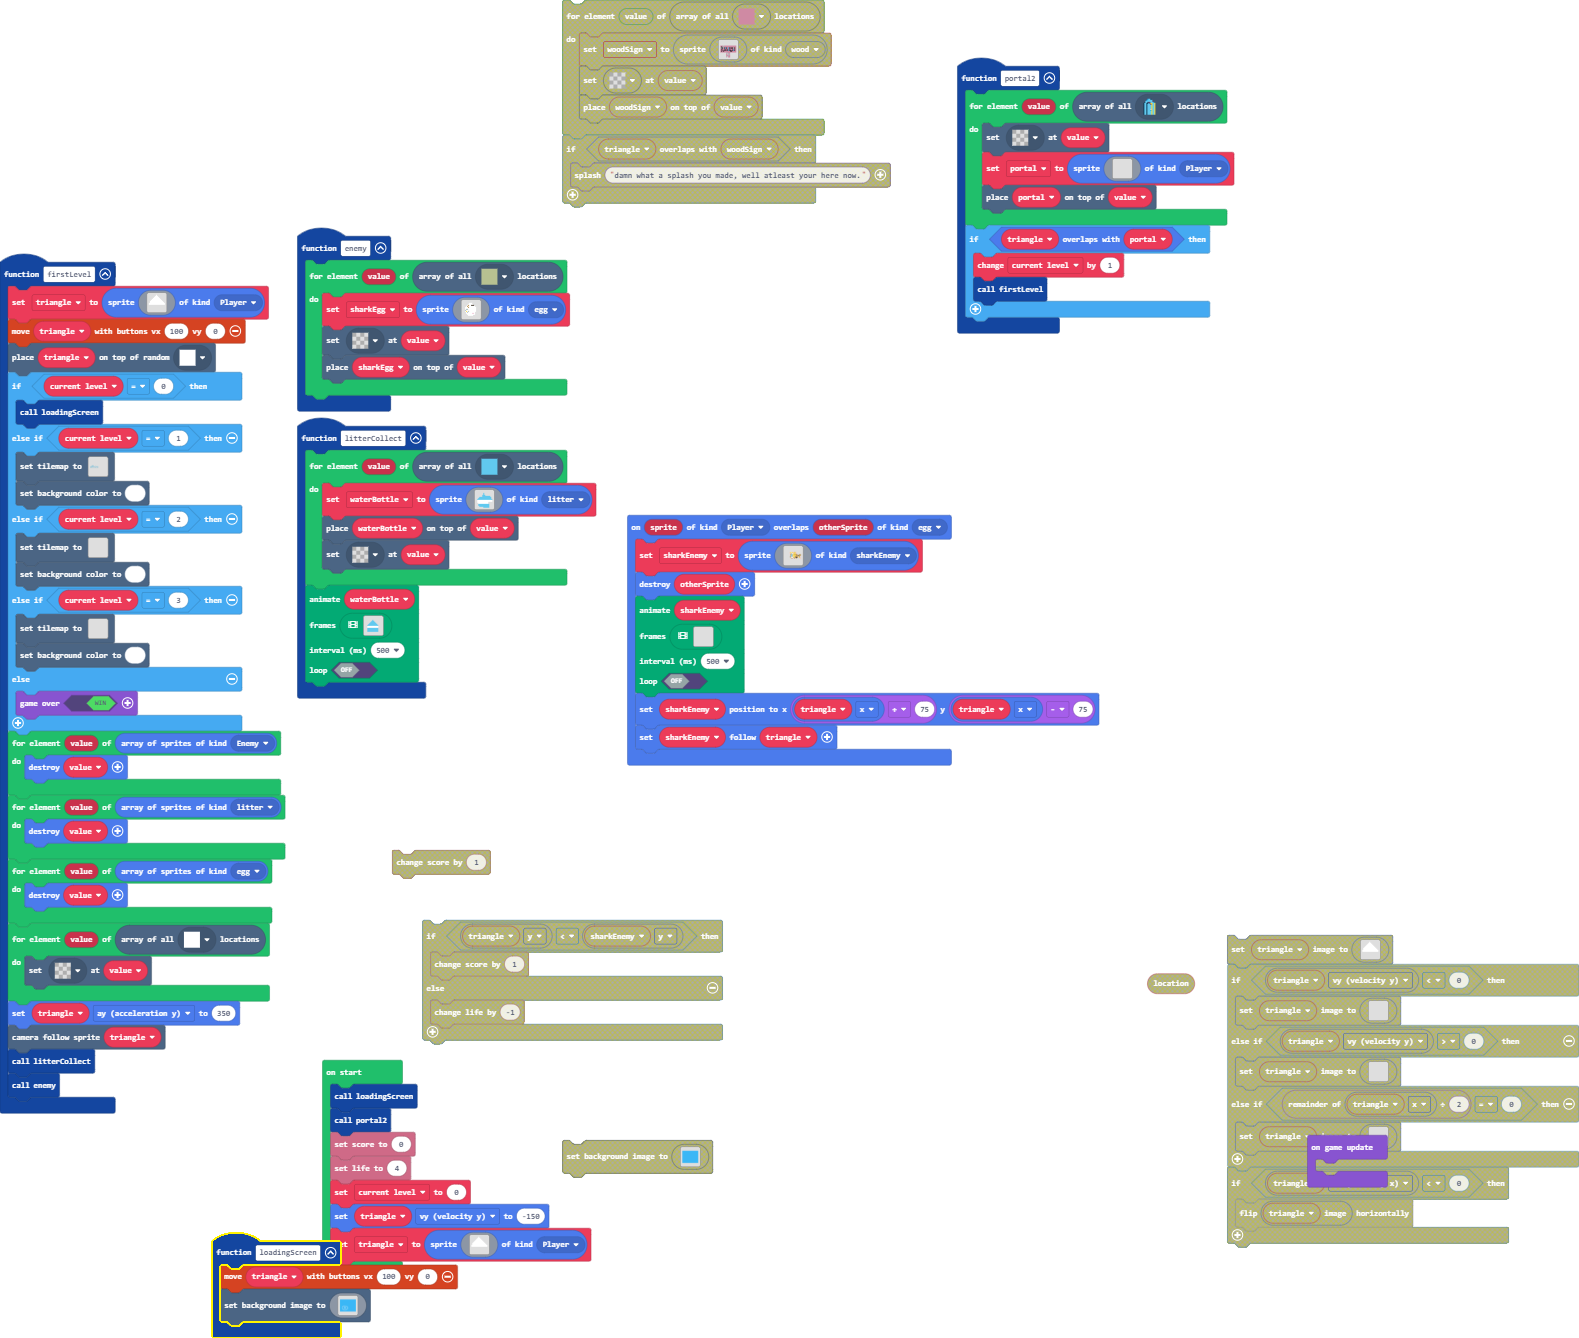 for element value of array of all locations
do
set woodSign to sprite of kind wood
set at value
place woodSign on top of value
if triangle overlaps with woodSign then
splash "damn what a splash you made, well atleast your here now."
function portal2
for element value of array of all locations
do
set at value
set portal to sprite of kind Player
place portal on top of value
if triangle overlaps with portal then
change current level by 1
call firstLevel
function firstLevel
set triangle to sprite of kind Player
move triangle with buttons vx 100 vy 0
place triangle on top of random
if current level = 0 then
call loadingScreen
else if current level = 1 then
set tilemap to
set background color to
else if current level = 2 then
set tilemap to
set background color to
else if current level = 3 then
set tilemap to
set background color to
else
game over WIN
for element value of array of sprites of kind Enemy
do
destroy value
for element value of array of sprites of kind litter
do
destroy value
for element value of array of sprites of kind egg
do
destroy value
for element value of array of all locations
do
set at value
set triangle ay (acceleration y) to 350
camera follow sprite triangle
call litterCollect
call enemy
function enemy
for element value of array of all locations
do
set sharkEgg to sprite of kind egg
set at value
place sharkEgg on top of value
function litterCollect
for element value of array of all locations
do
set waterBottle to sprite of kind litter
place waterBottle on top of value
set at value
animate waterBottle
frames
interval (ms) 500
loop OFF
on sprite of kind Player overlaps otherSprite of kind egg
set sharkEnemy to sprite of kind sharkEnemy
destroy otherSprite
animate sharkEnemy
frames
interval (ms) 500
loop OFF
set sharkEnemy position to x triangle x + 75 y triangle x - 75
set sharkEnemy follow triangle
change score by 1
if triangle y < sharkEnemy y then
change score by 1
else
change life by -1
location
on start
call loadingScreen
call portal2
set score to 0
set life to 4
set current level to 0
set triangle vy (velocity y) to -150
triangle to sprite of kind Player
set background image to
function loadingScreen
move triangle with buttons vx 100 vy 0
set background image to
set triangle image to
if triangle vy (velocity y) < 0 then
set triangle image to
else if triangle vy (velocity y) > 0 then
set triangle image to
else if remainder of triangle x ÷ 2 = 0 then
set triangle
on game update
if triangle x) < 0 then
flip triangle image horizontally